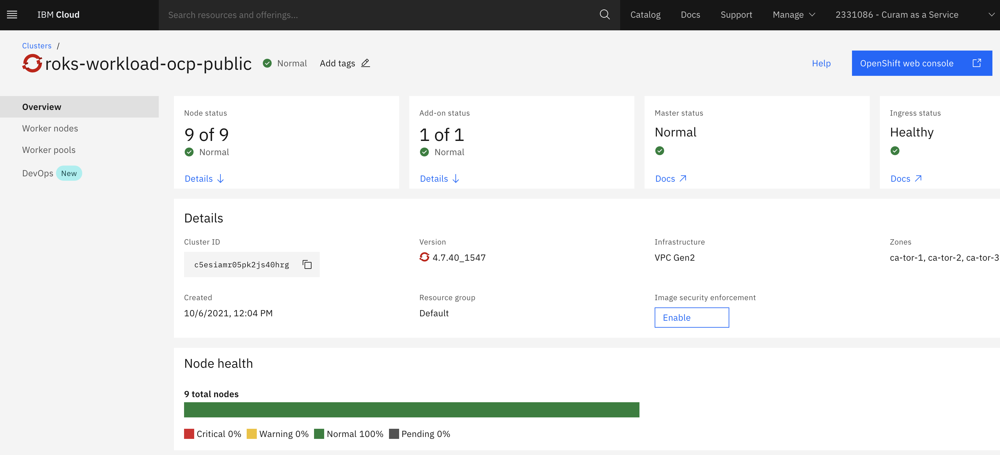 IBM Cloud
Search resources and offerings...
Catalog
Docs
Support
Manage
2331086 - Curam as a Service
Clusters /
roks-workload-ocp-public
Normal
Add tags
Help
OpenShift web console
Overview
Worker nodes
Worker pools
DevOps New
Node status
9 of 9
Normal
Details
Add-on status
1 of 1
Normal
Details
Master status
Normal
Docs
Ingress status
Healthy
Docs
Details
Cluster ID
c5esiamr05pk2js40hrg
Version
4.7.40_1547
Infrastructure
VPC Gen2
Zones
ca-tor-1, ca-tor-2, ca-tor-3
Created
10/6/2021, 12:04 PM
Resource group
Default
Image security enforcement
Enable
Node health
9 total nodes
Critical 0% Warning 0% Normal 100% Pending 0%